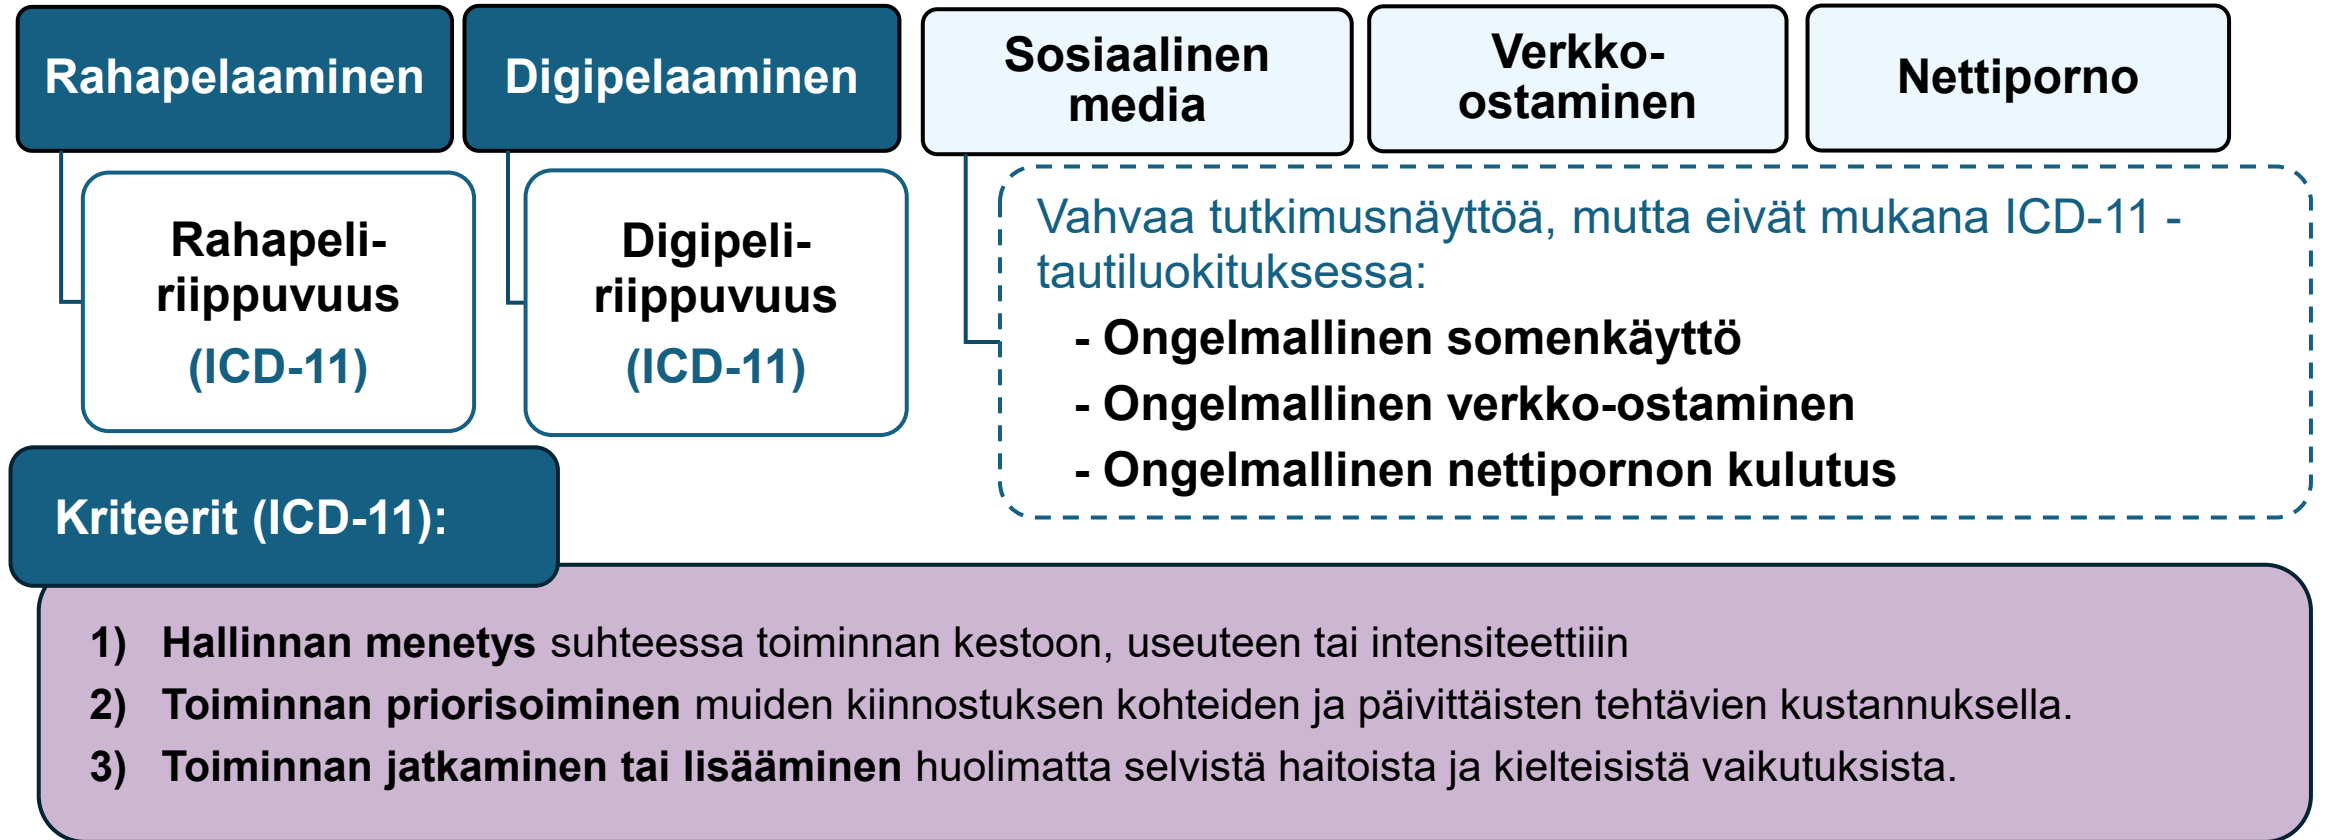 Rahapelaaminen
Digipelaaminen
Sosiaalinen
media
Verkko-
ostaminen
Nettiporno
Rahapeli-
riippuvuus
(ICD-11)
Digipeli-
riippuvuus
(ICD-11)
Vahvaa tutkimusnäyttöä, mutta eivät mukana ICD-11 -
tautiluokituksessa:
- Ongelmallinen somenkäyttö
- Ongelmallinen verkko-ostaminen
- Ongelmallinen nettipornon kulutus
Kriteerit (ICD-11):
1) Hallinnan menetys suhteessa toiminnan kestoon, useuteen tai intensiteettiiin
2) Toiminnan priorisoiminen muiden kiinnostuksen kohteiden ja päivittäisten tehtävien kustannuksella.
3) Toiminnan jatkaminen tai lisääminen huolimatta selvistä haitoista ja kielteisistä vaikutuksista.